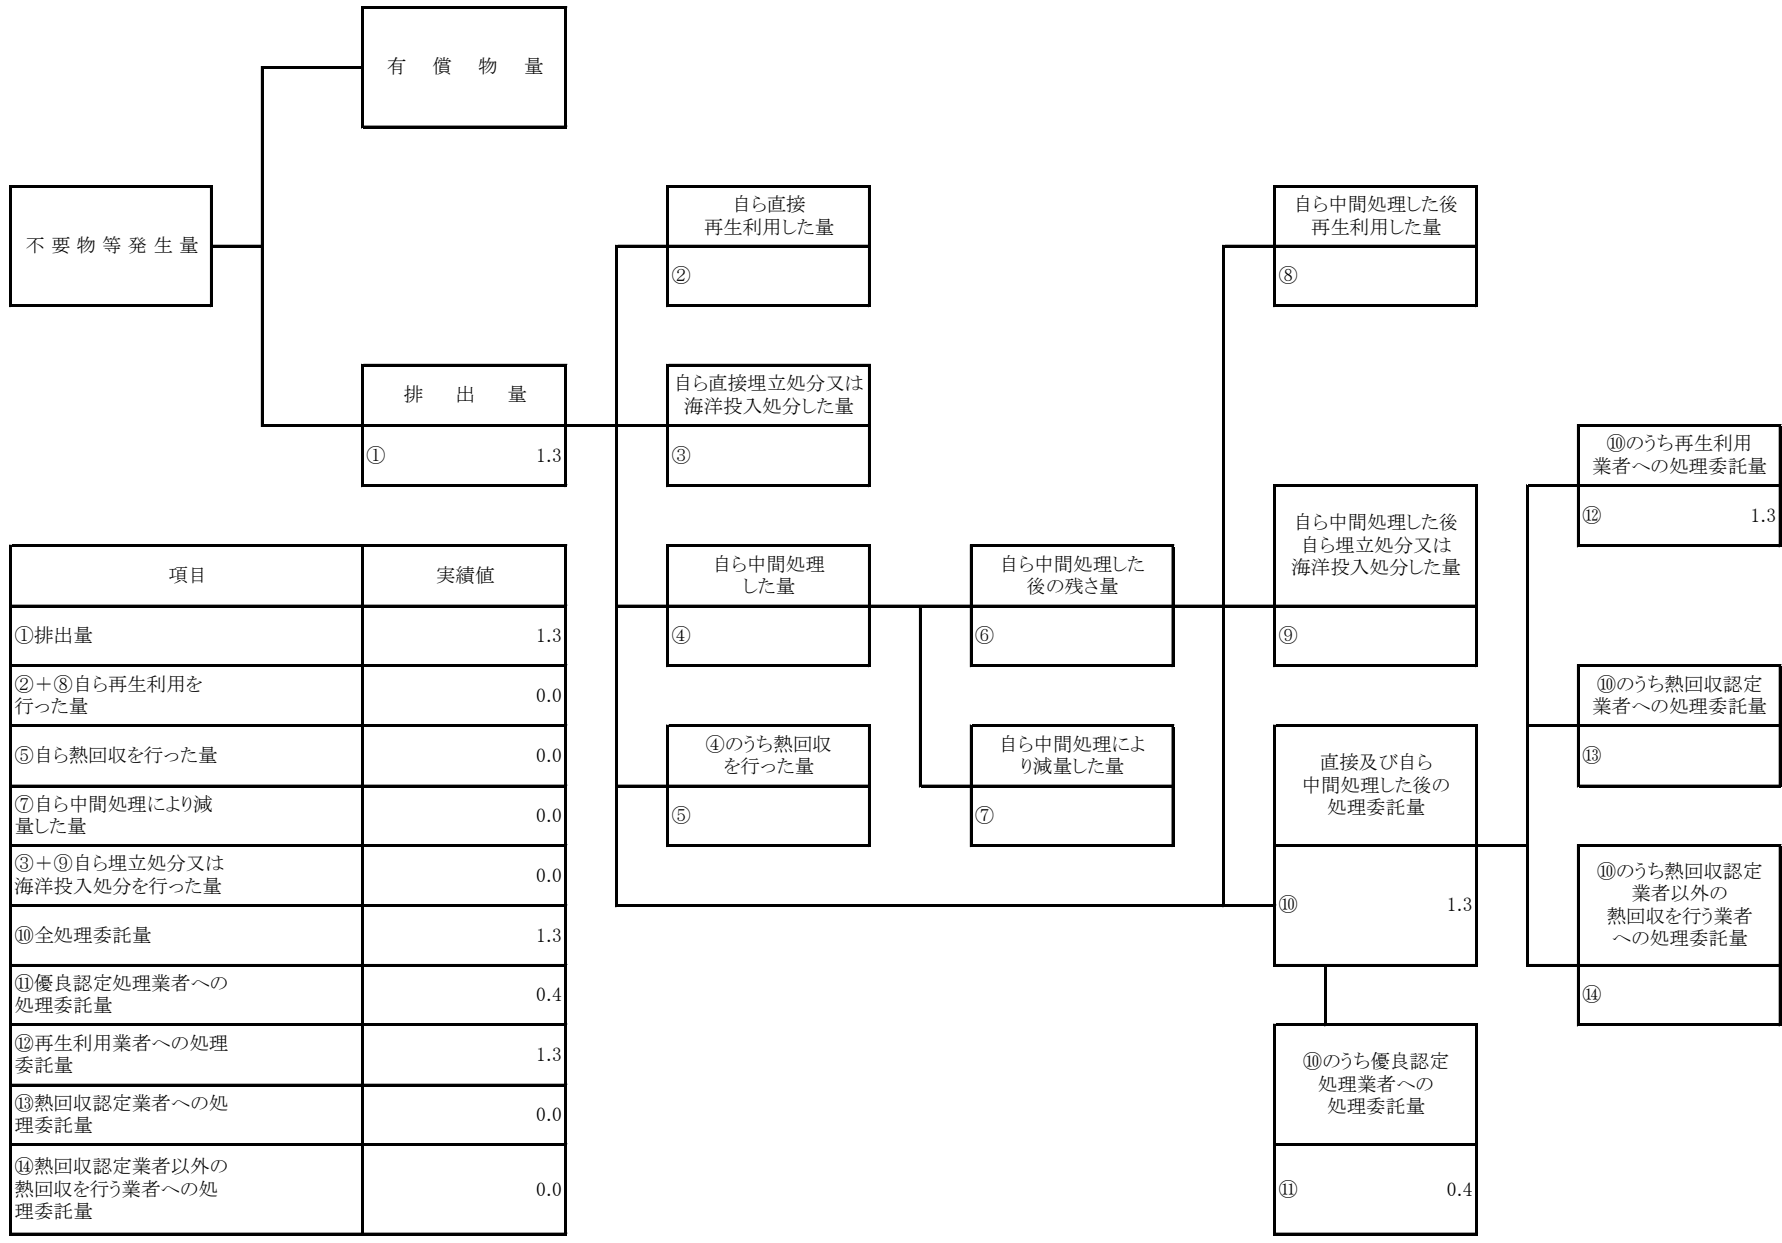 有償物量
不要物等発生量
排出量
① 1.3
自ら直接
再生利用した量
②
自ら直接埋立処分又は
海洋投入処分した量
③
自ら中間処理
した量
④
④のうち熱回収
を行った量
⑤
自ら中間処理した
後の残さ量
⑥
自ら中間処理によ
り減量した量
⑦
自ら中間処理した後
再生利用した量
⑧
自ら中間処理した後
自ら埋立処分又は
海洋投入処分した量
⑨
直接及び自ら
中間処理した後の
処理委託量
⑩ 1.3
⑩のうち優良認定
処理業者への
処理委託量
⑪ 0.4
⑩のうち再生利用
業者への処理委託量
⑫ 1.3
⑩のうち熱回収認定
業者への処理委託量
⑬
⑩のうち熱回収認定
業者以外の
熱回収を行う業者
への処理委託量
⑭
項目 実績値
①排出量 1.3
②+⑧自ら再生利用を
行った量 0.0
⑤自ら熱回収を行った量 0.0
⑦自ら中間処理により減
量した量 0.0
③+⑨自ら埋立処分又は
海洋投入処分を行った量 0.0
⑩全処理委託量 1.3
⑪優良認定処理業者への
処理委託量 0.4
⑫再生利用業者への処理
委託量 1.3
⑬熱回収認定業者への処
理委託量 0.0
⑭熱回収認定業者以外の
熱回収を行う業者への処
理委託量 0.0